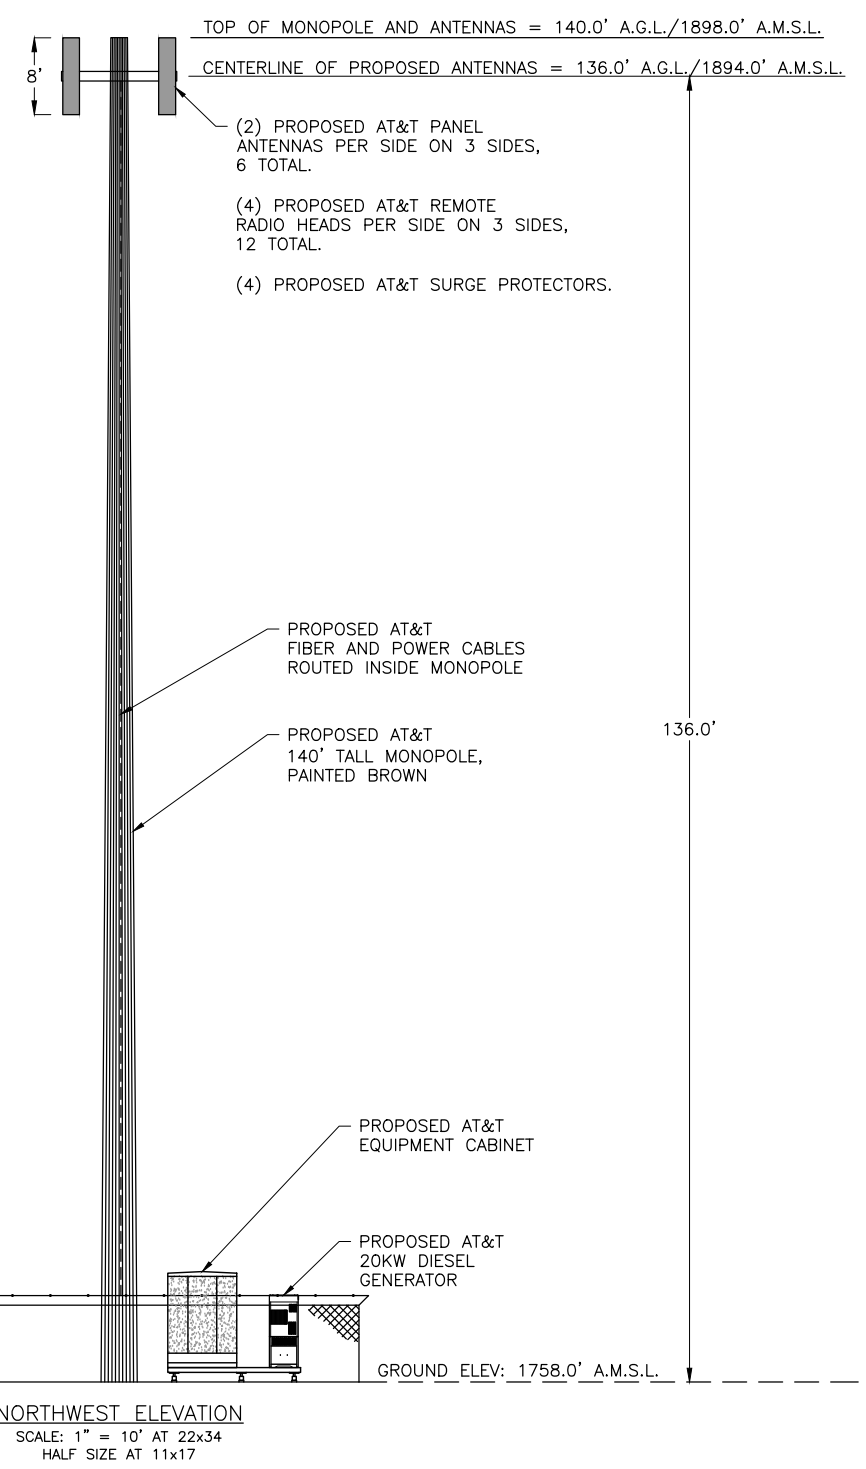 TOP OF MONOPOLE AND ANTENNAS = 140.0' A.G.L./1898.0' A.M.S.L.
CENTERLINE OF PROPOSED ANTENNAS = 136.0' A.G.L./1894.0' A.M.S.L.
8'
(2) PROPOSED AT&T PANEL
ANTENNAS PER SIDE ON 3 SIDES,
6 TOTAL.
(4) PROPOSED AT&T REMOTE
RADIO HEADS PER SIDE ON 3 SIDES,
12 TOTAL.
(4) PROPOSED AT&T SURGE PROTECTORS.
PROPOSED AT&T
FIBER AND POWER CABLES
ROUTED INSIDE MONOPOLE
136.0'
PROPOSED AT&T
140' TALL MONOPOLE,
PAINTED BROWN
PROPOSED AT&T
EQUIPMENT CABINET
PROPOSED AT&T
20KW DIESEL
GENERATOR
GROUND ELEV: 1758.0' A.M.S.L.
NORTHWEST ELEVATION
SCALE: 1" = 10' AT 22x34
HALF SIZE AT 11x17